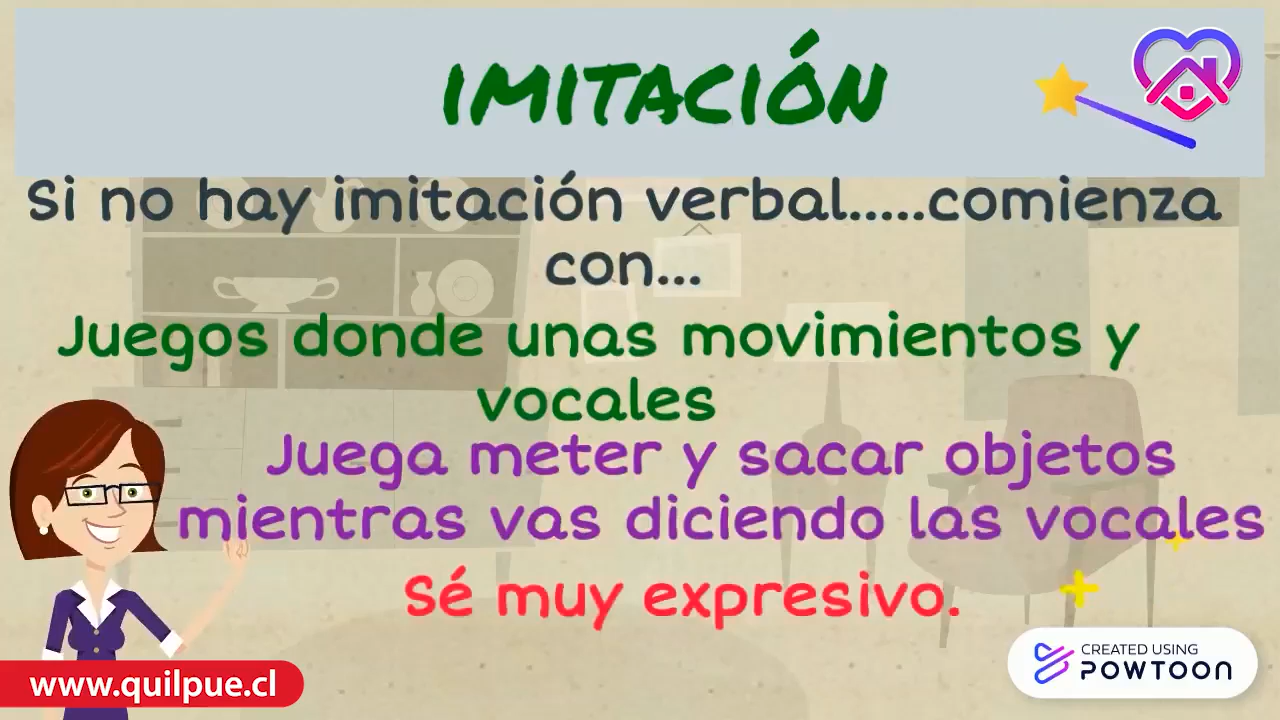 IMITACIÓN
Si no hay imitación verbal.....comienza
con...
Juegos donde unas movimientos y
vocales
Juega meter y sacar objetos
mientras vas diciendo las vocales
Sé muy expresivo.
www.quilpue.cl
CREATED USING
POWTOON